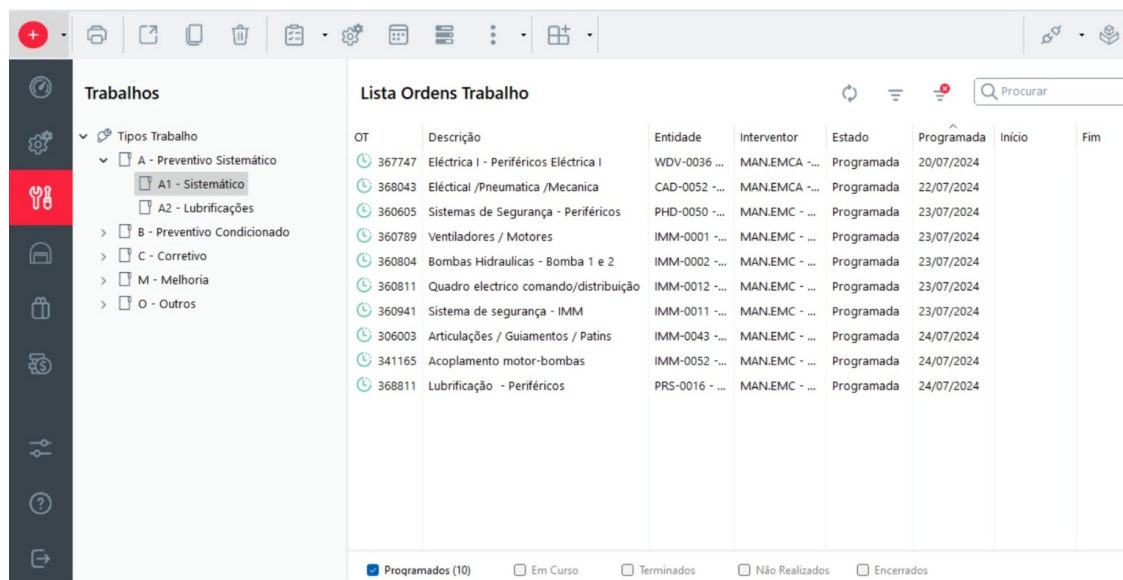 Trabalhos
Tipos Trabalho
A - Preventivo Sistemático
A1 - Sistemático
A2 - Lubrificações
B - Preventivo Condicionado
C - Corretivo
M - Melhoria
O - Outros
Lista Ordens Trabalho
Procurar
OT Descrição Entidade Interventor Estado Programada Início Fim
367747 Eléctrica I - Periféricos Eléctrica I WDV-0036 ... MAN.EMCA -... Programada 20/07/2024
368043 Eléctical /Pneumatica /Mecanica CAD-0052 -... MAN.EMCA -... Programada 22/07/2024
360605 Sistemas de Segurança - Periféricos PHD-0050 -... MAN.EMC - ... Programada 23/07/2024
360789 Ventiladores / Motores IMM-0001 -... MAN.EMC - ... Programada 23/07/2024
360804 Bombas Hidraulicas - Bomba 1 e 2 IMM-0002 -... MAN.EMC - ... Programada 23/07/2024
360811 Quadro electrico comando/distribuição IMM-0012 -... MAN.EMC - ... Programada 23/07/2024
360941 Sistema de segurança - IMM IMM-0011 -... MAN.EMC - ... Programada 23/07/2024
306003 Articulações / Guiamentos / Patins IMM-0043 -... MAN.EMC - ... Programada 24/07/2024
341165 Acoplamento motor-bombas IMM-0052 -... MAN.EMC - ... Programada 24/07/2024
368811 Lubrificação - Periféricos PRS-0016 - ... MAN.EMC - ... Programada 24/07/2024
Programados (10) Em Curso Terminados Não Realizados Encerrados